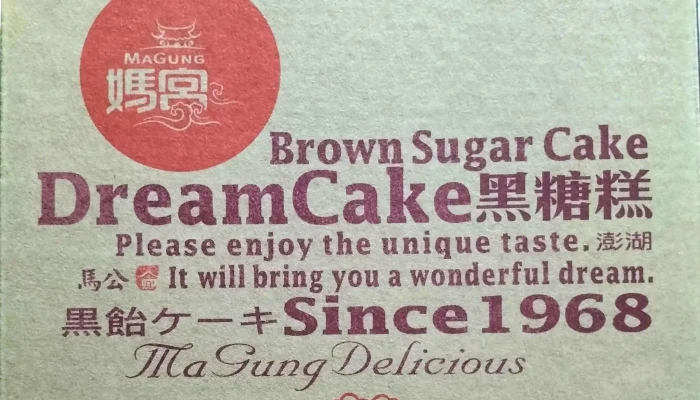 MAGUNG
媽宮
Brown Sugar Cake
DreamCake黑糖糕
Please enjoy the unique taste.澎湖
馬公 It will bring you a wonderful dream.
黒飴ケーキSince1968
MaGung Delicious